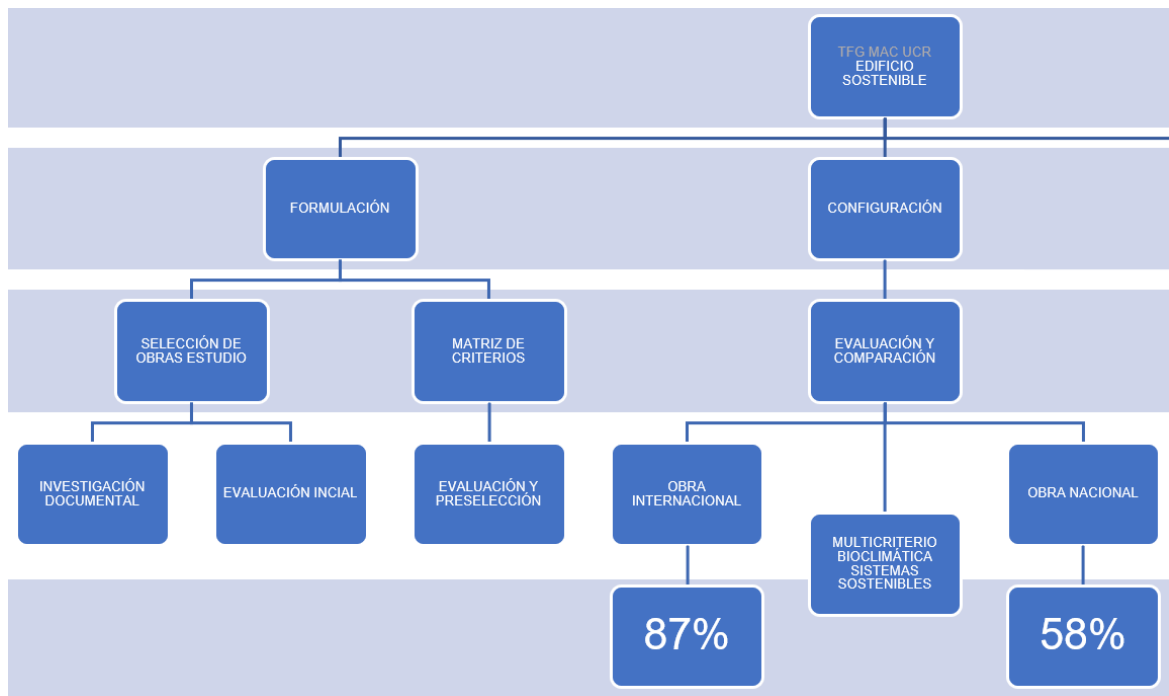 TFG MAC UCR
EDIFICIO
SOSTENIBLE
FORMULACIÓN
CONFIGURACIÓN
SELECCIÓN DE
OBRAS ESTUDIO
MATRIZ DE
CRITERIOS
EVALUACIÓN Y
COMPARACIÓN
INVESTIGACIÓN
DOCUMENTAL
EVALUACIÓN INCIAL
EVALUACIÓN Y
PRESELECCIÓN
OBRA
INTERNACIONAL
MULTICRITERIO
BIOCLIMÁTICA
SISTEMAS
SOSTENIBLES
OBRA NACIONAL
87%
58%